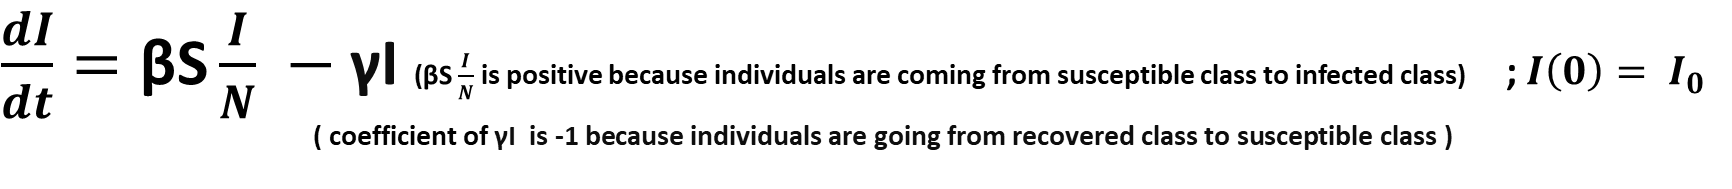 dI/dt = βS I/N − γI (βS I/N is positive because individuals are coming from susceptible class to infected class) ; I(0) = I₀
( coefficient of γI is -1 because individuals are going from recovered class to susceptible class )